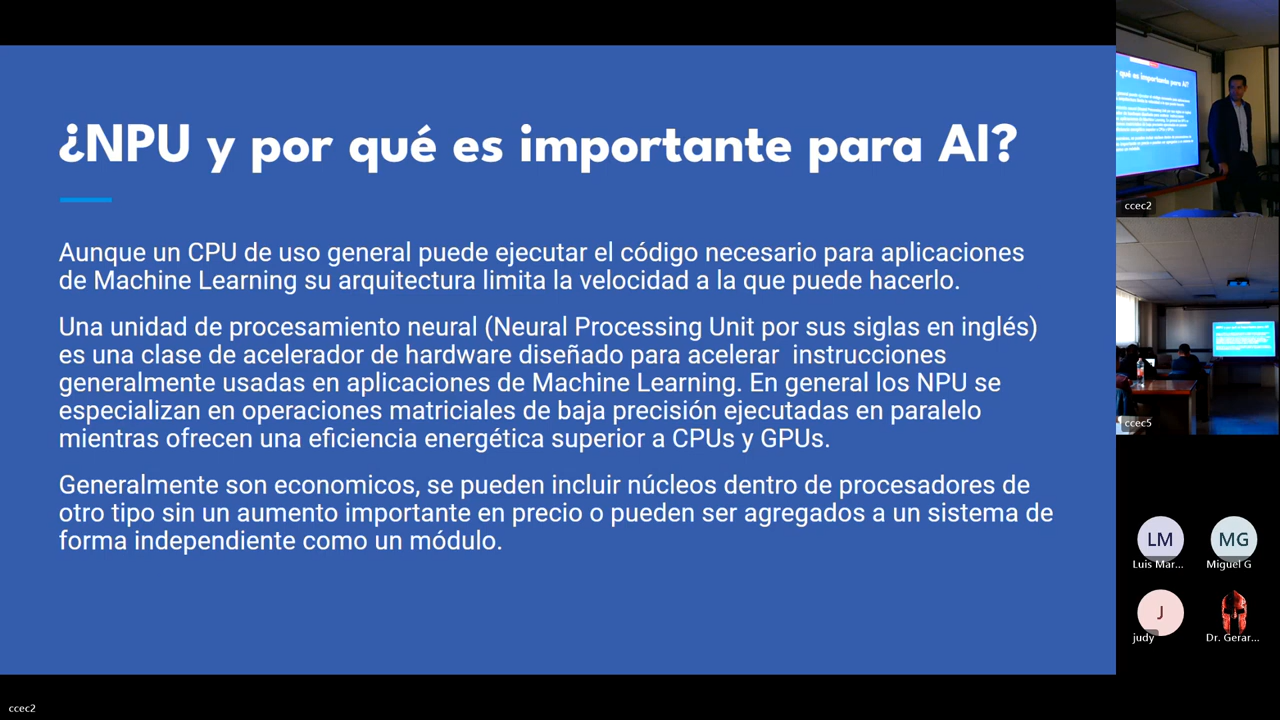 ¿NPU y por qué es importante para AI?
Aunque un CPU de uso general puede ejecutar el código necesario para aplicaciones
de Machine Learning su arquitectura limita la velocidad a la que puede hacerlo.
Una unidad de procesamiento neural (Neural Processing Unit por sus siglas en inglés)
es una clase de acelerador de hardware diseñado para acelerar  instrucciones
generalmente usadas en aplicaciones de Machine Learning. En general los NPU se
especializan en operaciones matriciales de baja precisión ejecutadas en paralelo
mientras ofrecen una eficiencia energética superior a CPUs y GPUs.
Generalmente son economicos, se pueden incluir núcleos dentro de procesadores de
otro tipo sin un aumento importante en precio o pueden ser agregados a un sistema de
forma independiente como un módulo.
qué es importante para AI?
ccec2
ccec5
LM
Luis Mar...
MG
Miguel G
J
judy
Dr. Gerar...
ccec2